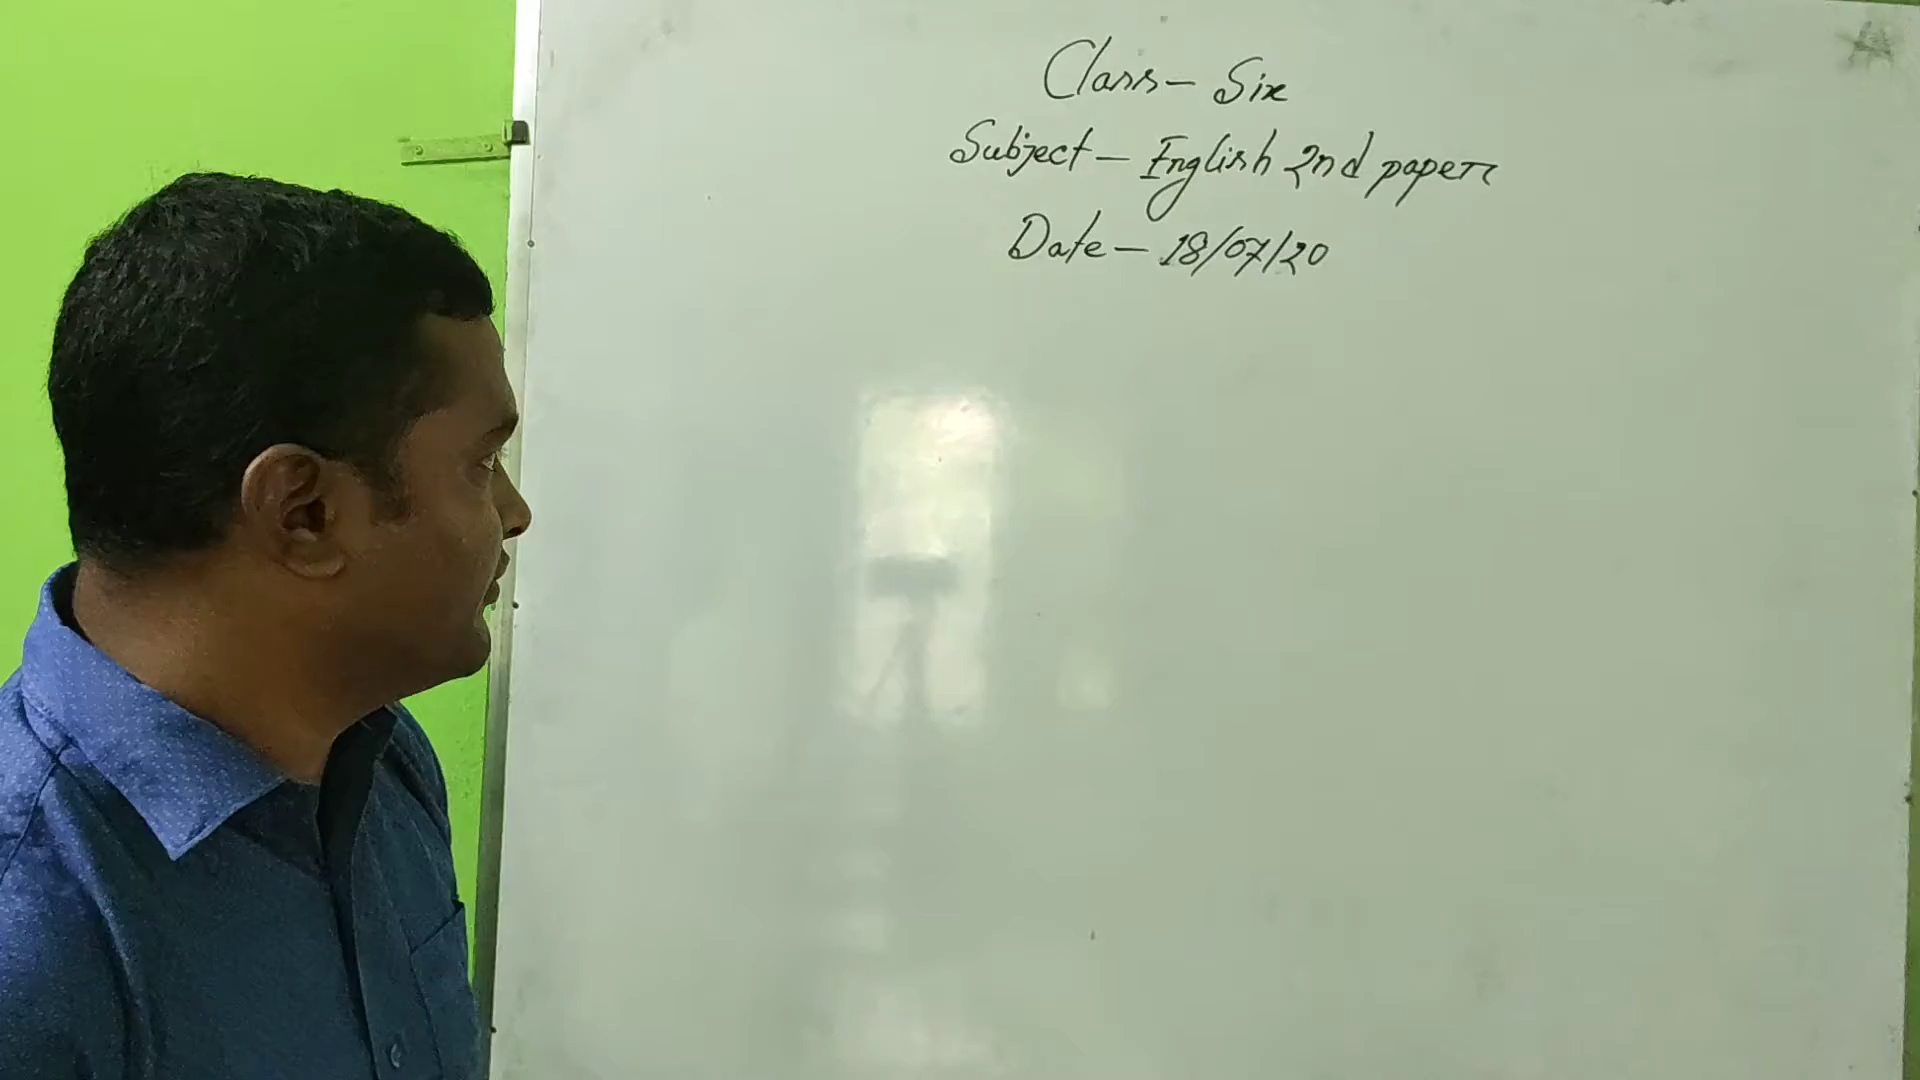 Class - Six
Subject - English 2nd paper
Date - 18/07/20